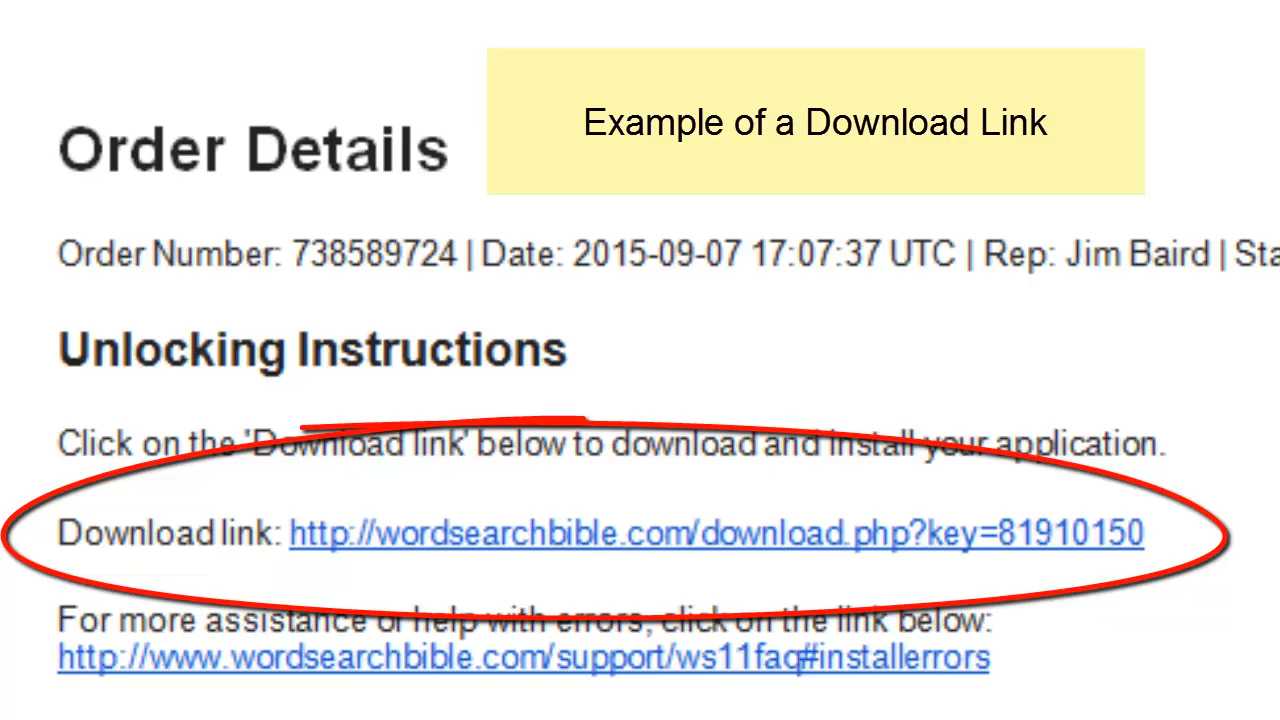 Example of a Download Link
Order Details
Order Number: 738589724 | Date: 2015-09-07 17:07:37 UTC | Rep: Jim Baird |
Unlocking Instructions
Click on the 'Download link' below to download and install your application.
Download link: http://wordsearchbible.com/download.php?key=81910150
For more assistance or help with errors, click on the link below:
http://www.wordsearchbible.com/support/ws11faq#installerrors